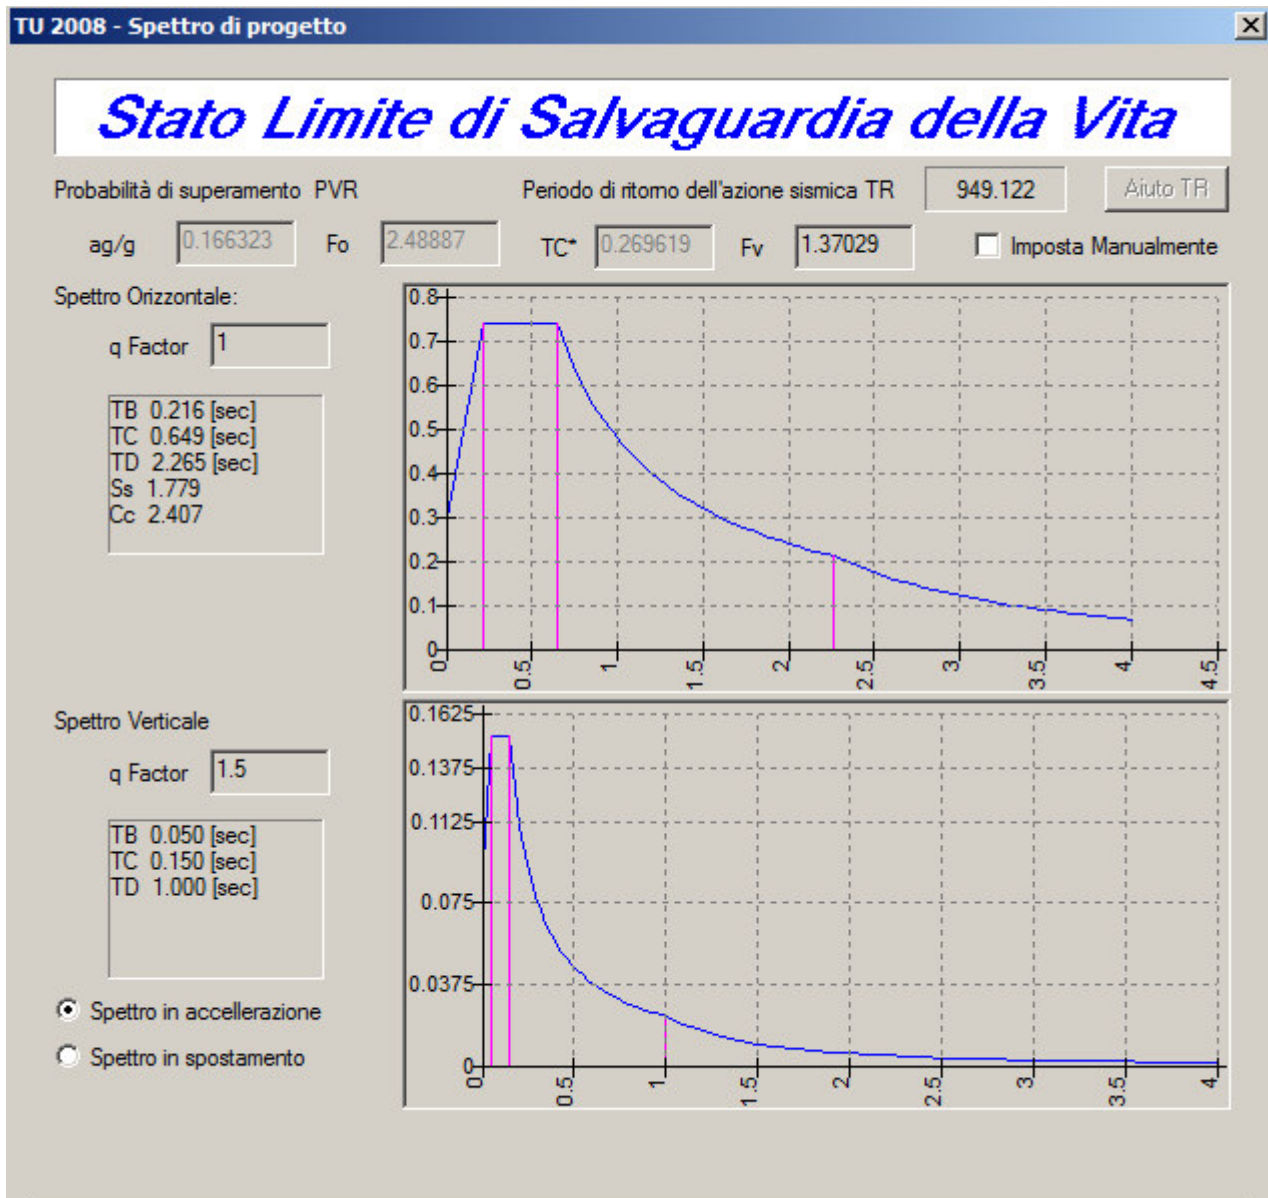 TU 2008 - Spettro di progetto
Stato Limite di Salvaguardia della Vita
Probabilità di superamento PVR
Periodo di ritorno dell'azione sismica TR 949.122 Aiuto TR
ag/g 0.166323 Fo 2.48887 TC* 0.269619 Fv 1.37029 Imposta Manualmente
Spettro Orizzontale:
q Factor 1
TB 0.216 [sec]
TC 0.649 [sec]
TD 2.265 [sec]
Ss 1.779
Cc 2.407
0.8
0.7
0.6
0.5
0.4
0.3
0.2
0.1
0
0 0.5 1 1.5 2 2.5 3 3.5 4 4.5
Spettro Verticale
q Factor 1.5
TB 0.050 [sec]
TC 0.150 [sec]
TD 1.000 [sec]
Spettro in accellerazione
Spettro in spostamento
0.1625
0.1375
0.1125
0.075
0.0375
0
0 0.5 1 1.5 2 2.5 3 3.5 4